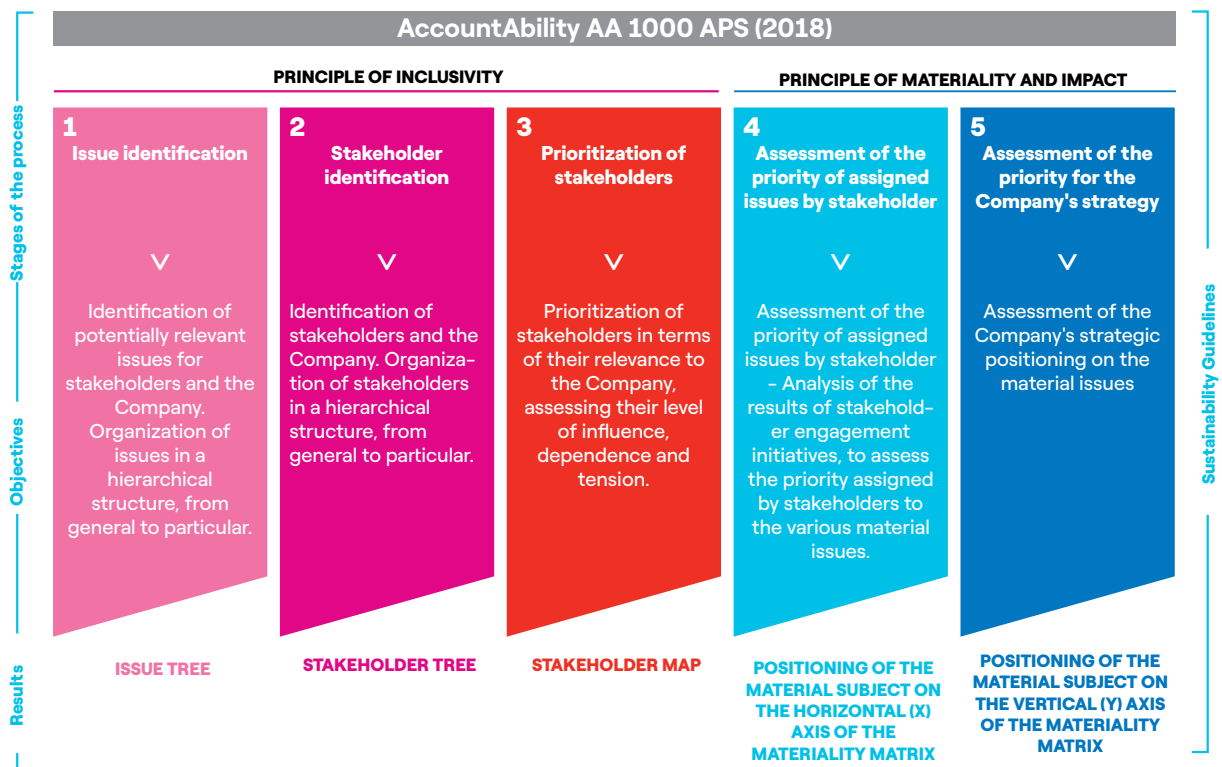 AccountAbility AA 1000 APS (2018)
PRINCIPLE OF INCLUSIVITY
PRINCIPLE OF MATERIALITY AND IMPACT
Stages of the process
Objectives
Results
1
Issue identification
Identification of
potentially relevant
issues for
stakeholders and the
Company.
Organization of
issues in a
hierarchical
structure, from
general to particular.
ISSUE TREE
2
Stakeholder
identification
Identification of
stakeholders and the
Company. Organiza-
tion of stakeholders
in a hierarchical
structure, from
general to particular.
STAKEHOLDER TREE
3
Prioritization of
stakeholders
Prioritization of
stakeholders in terms
of their relevance to
the Company,
assessing their level
of influence,
dependence and
tension.
STAKEHOLDER MAP
4
Assessment of the
priority of assigned
issues by stakeholder
Assessment of the
priority of assigned
issues by stakeholder
– Analysis of the
results of stakehold-
er engagement
initiatives, to assess
the priority assigned
by stakeholders to
the various material
issues.
POSITIONING OF THE
MATERIAL SUBJECT ON
THE HORIZONTAL (X)
AXIS OF THE
MATERIALITY MATRIX
5
Assessment of the
priority for the
Company's strategy
Assessment of the
Company's strategic
positioning on the
material issues
POSITIONING OF THE
MATERIAL SUBJECT ON
THE VERTICAL (Y) AXIS
OF THE MATERIALITY
MATRIX
Sustainability Guidelines